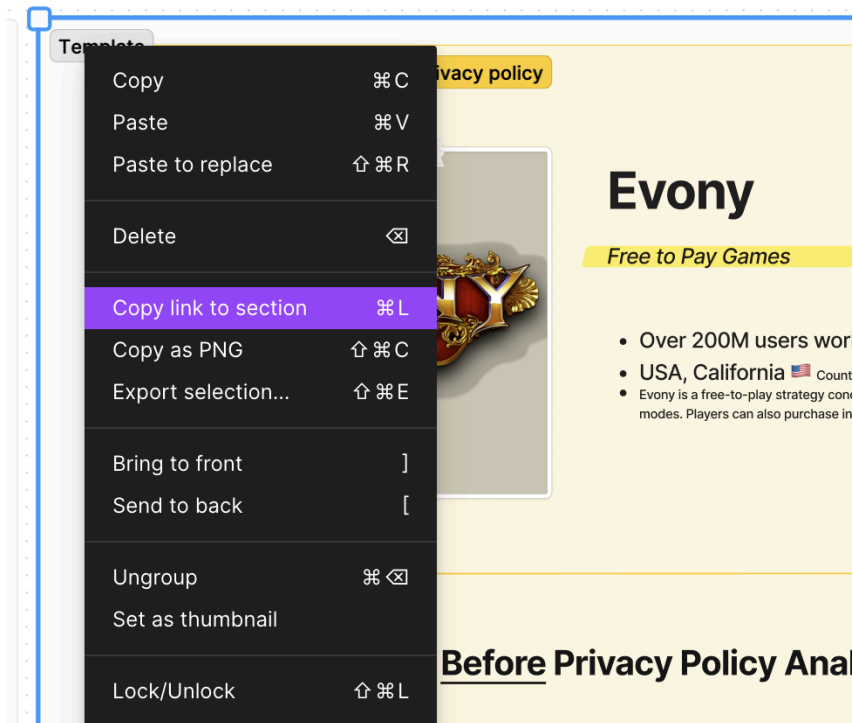 Template
Copy ⌘C
Paste ⌘V
Paste to replace ⇧⌘R
Delete ⌫
Copy link to section ⌘L
Copy as PNG ⇧⌘C
Export selection... ⇧⌘E
Bring to front ]
Send to back [
Ungroup ⌘⌫
Set as thumbnail
Lock/Unlock ⇧⌘L
ivacy policy
NY
Evony
Free to Pay Games
• Over 200M users worl
• USA, California 🇺🇸 Count
• Evony is a free-to-play strategy conc
modes. Players can also purchase in
Before Privacy Policy Anal